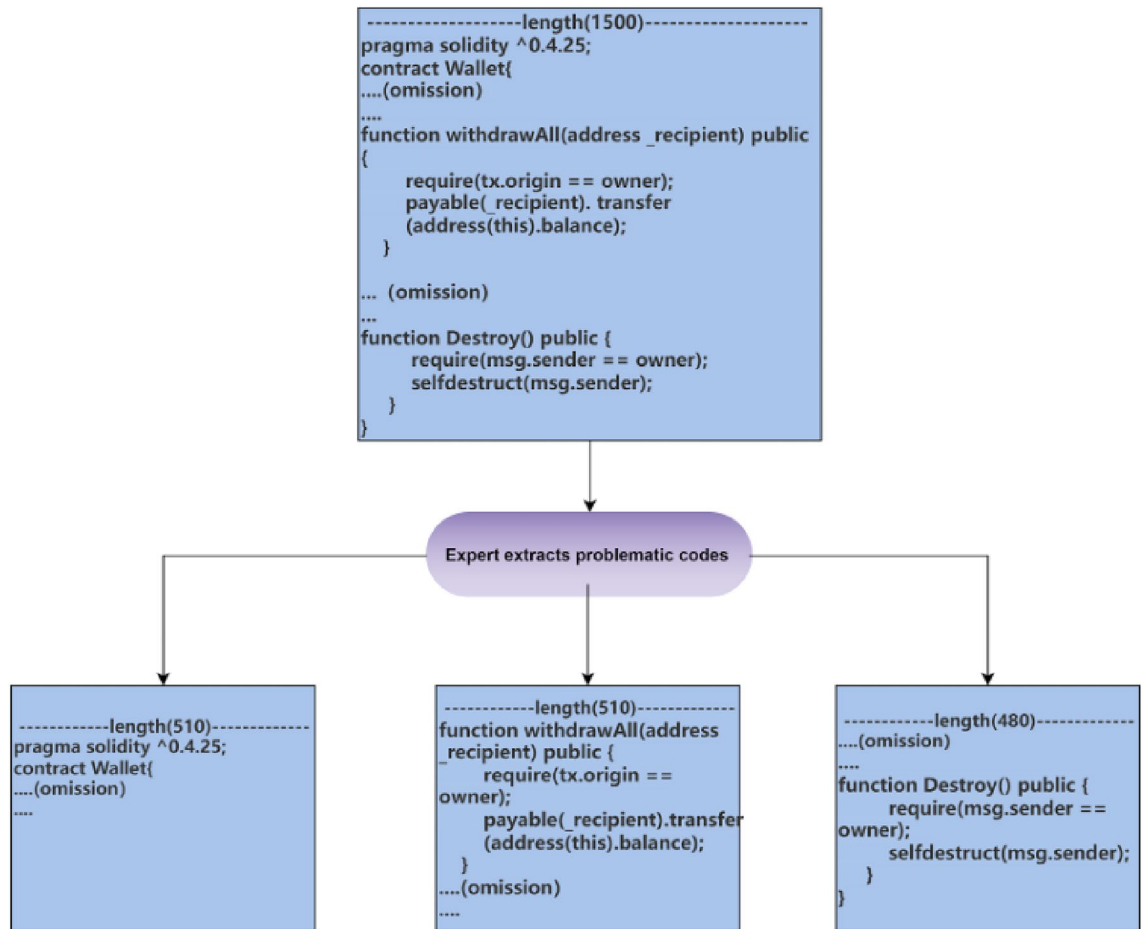 ------------------length(1500)-------------------
pragma solidity ^0.4.25;
contract Wallet{
....(omission)
....
function withdrawAll(address _recipient) public
{
require(tx.origin == owner);
payable(_recipient). transfer
(address(this).balance);
}
... (omission)
...
function Destroy() public {
require(msg.sender == owner);
selfdestruct(msg.sender);
}
}
Expert extracts problematic codes
------------length(510)------------
pragma solidity ^0.4.25;
contract Wallet{
....(omission)
....
------------length(510)-------------
function withdrawAll(address
_recipient) public {
require(tx.origin ==
owner);
payable(_recipient).transfer
(address(this).balance);
}
....(omission)
....
------------length(480)-------------
....(omission)
....
function Destroy() public {
require(msg.sender ==
owner);
selfdestruct(msg.sender);
}
}